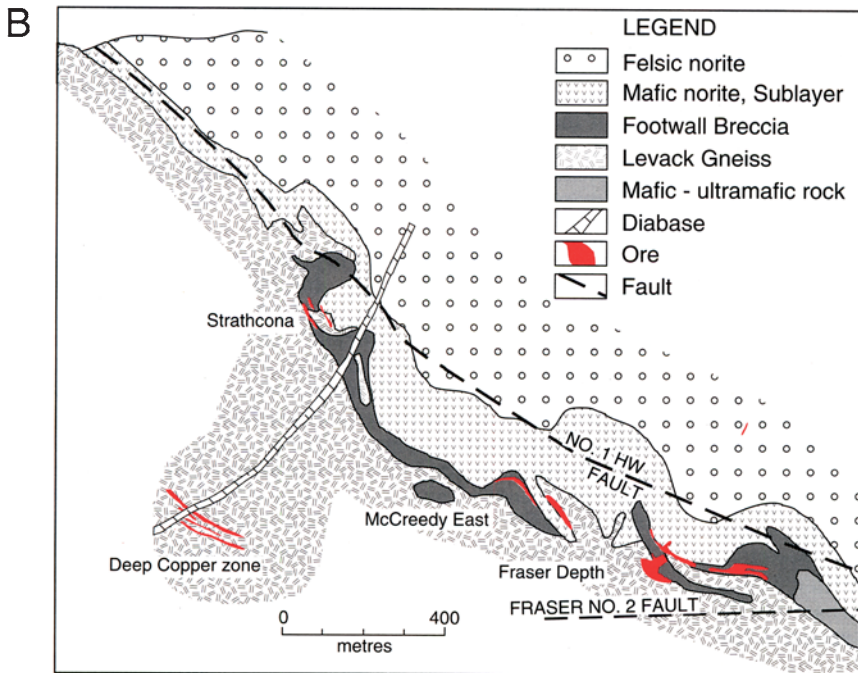 B
LEGEND
Felsic norite
Mafic norite, Sublayer
Footwall Breccia
Levack Gneiss
Mafic - ultramafic rock
Diabase
Ore
Fault
Strathcona
NO. 1 HW
FAULT
McCreedy East
Deep Copper zone
Fraser Depth
FRASER NO. 2 FAULT
0 400
metres